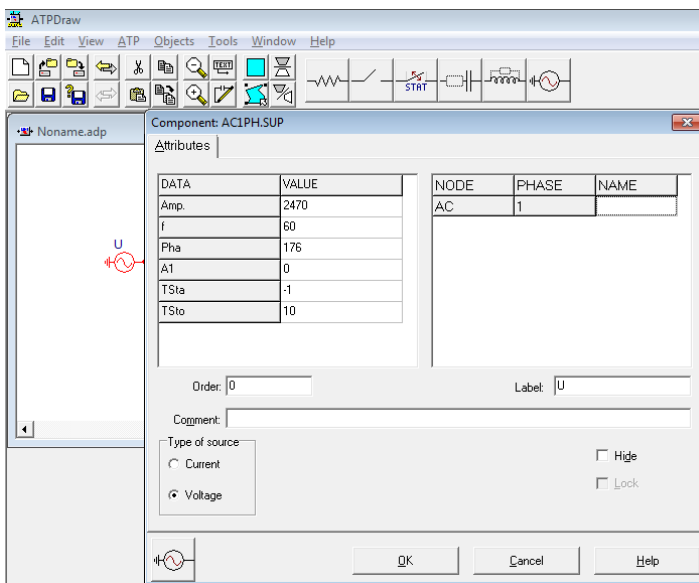 ATPDraw
File Edit View ATP Objects Tools Window Help
TEXT
STAT
Noname.adp
U
Component: AC1PH.SUP
Attributes
DATA VALUE
Amp. 2470
f 60
Pha 176
A1 0
TSta -1
TSto 10
NODE PHASE NAME
AC 1
Order: 0
Label: U
Comment:
Type of source
Current
Voltage
Hide
Lock
OK Cancel Help